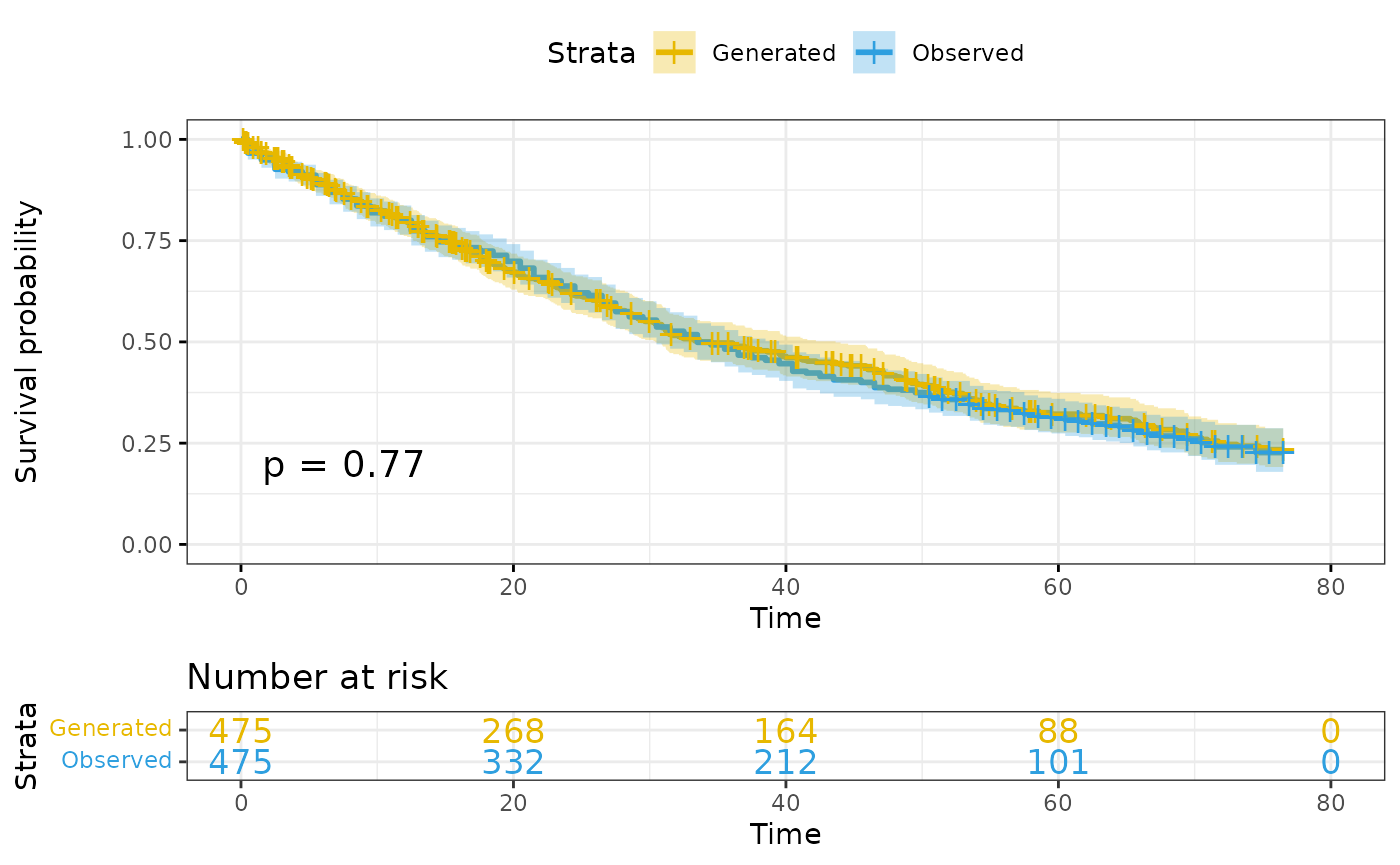 Strata Generated Observed
Survival probability
1.00
0.75
0.50
0.25
0.00
p = 0.77
0 20 40 60 80
Time
Number at risk
Strata
Generated 475 268 164 88 0
Observed 475 332 212 101 0
0 20 40 60 80
Time